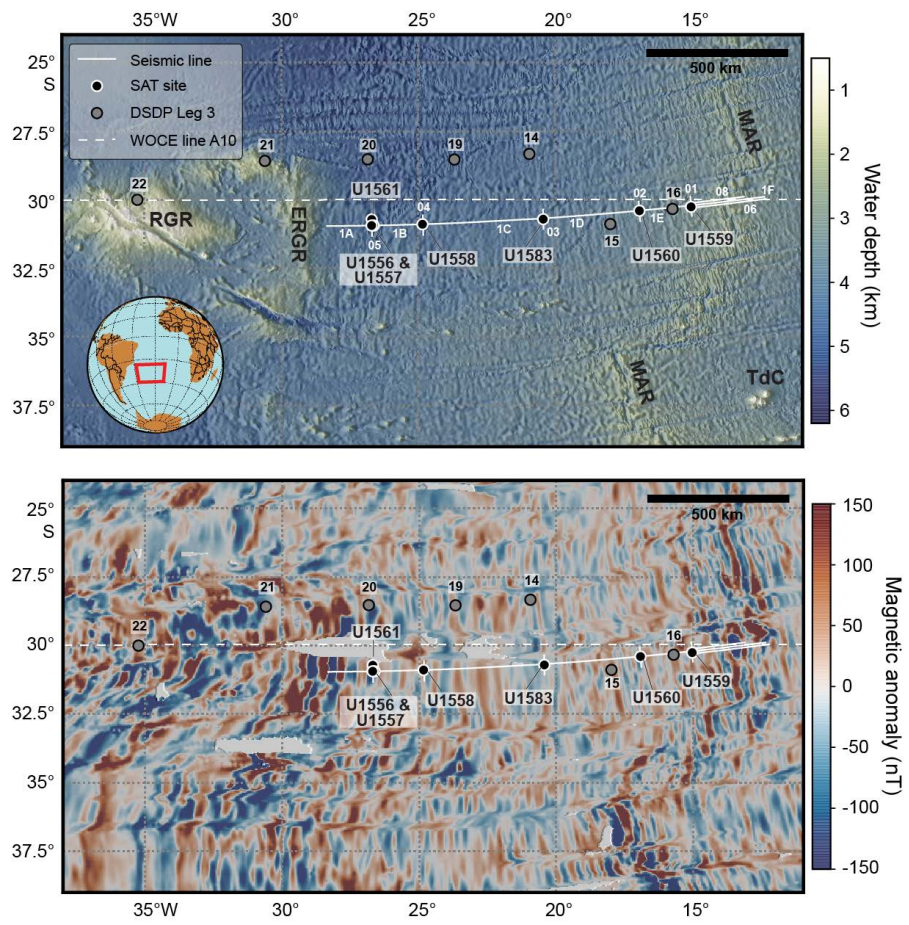 35°W
30°
25°
20°
15°
25°
S
27.5°
30°
32.5°
35°
37.5°
Seismic line
SAT site
DSDP Leg 3
WOCE line A10
500 km
MAR
21
20
19
14
22
U1561
RGR
ERGR
04
02
16
01
08
1F
06
1A
05
1B
1C
03
1D
1E
15
U1556 &
U1557
U1558
U1583
U1560
U1559
MAR
TdC
1
2
3
4
5
6
Water depth (km)
25°
S
27.5°
30°
32.5°
35°
37.5°
500 km
21
20
19
14
22
U1561
16
15
U1556 &
U1557
U1558
U1583
U1560
U1559
150
100
50
0
-50
-100
-150
Magnetic anomaly (nT)
35°W
30°
25°
20°
15°